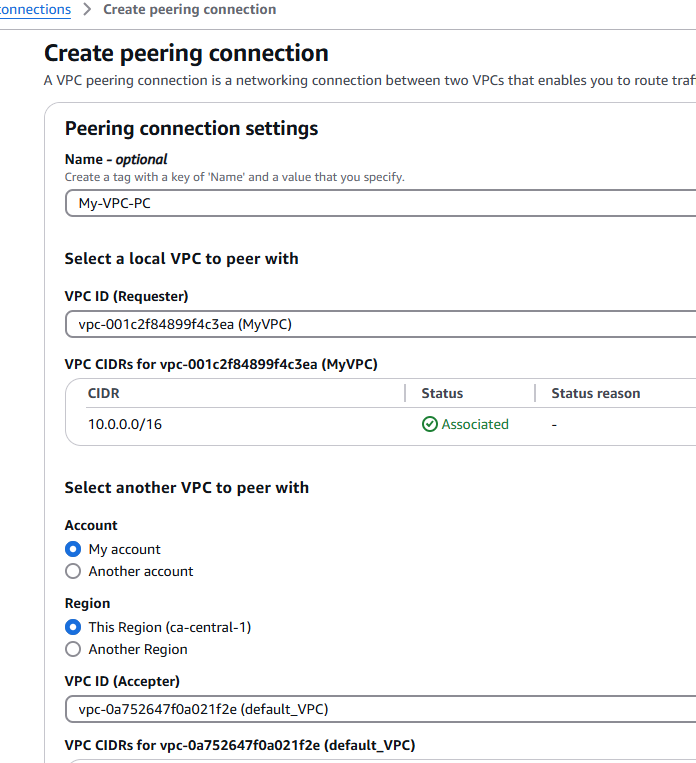 connections > Create peering connection
Create peering connection
A VPC peering connection is a networking connection between two VPCs that enables you to route
Peering connection settings
Name - optional
Create a tag with a key of 'Name' and a value that you specify.
My-VPC-PC
Select a local VPC to peer with
VPC ID (Requester)
vpc-001c2f84899f4c3ea (MyVPC)
VPC CIDRs for vpc-001c2f84899f4c3ea (MyVPC)
CIDR Status Status reason
10.0.0.0/16 Associated -
Select another VPC to peer with
Account
My account
Another account
Region
This Region (ca-central-1)
Another Region
VPC ID (Accepter)
vpc-0a752647f0a021f2e (default_VPC)
VPC CIDRs for vpc-0a752647f0a021f2e (default_VPC)